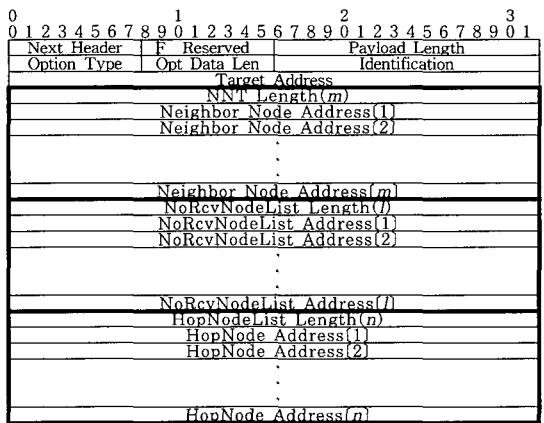 0 1 2 3
0 1 2 3 4 5 6 7 8 9 0 1 2 3 4 5 6 7 8 9 0 1 2 3 4 5 6 7 8 9 0 1
Next Header F Reserved Payload Length
Option Type Opt Data Len Identification
Target Address
NNT Length(m)
Neighbor Node Address[1]
Neighbor Node Address[2]
.
.
.
Neighbor Node Address[m]
NoRcvNodeList Length(l)
NoRcvNodeList Address[1]
NoRcvNodeList Address[2]
.
.
.
NoRcvNodeList Address[l]
HopNodeList Length(n)
HopNode Address[1]
HopNode Address[2]
.
.
.
HopNode Address[n]